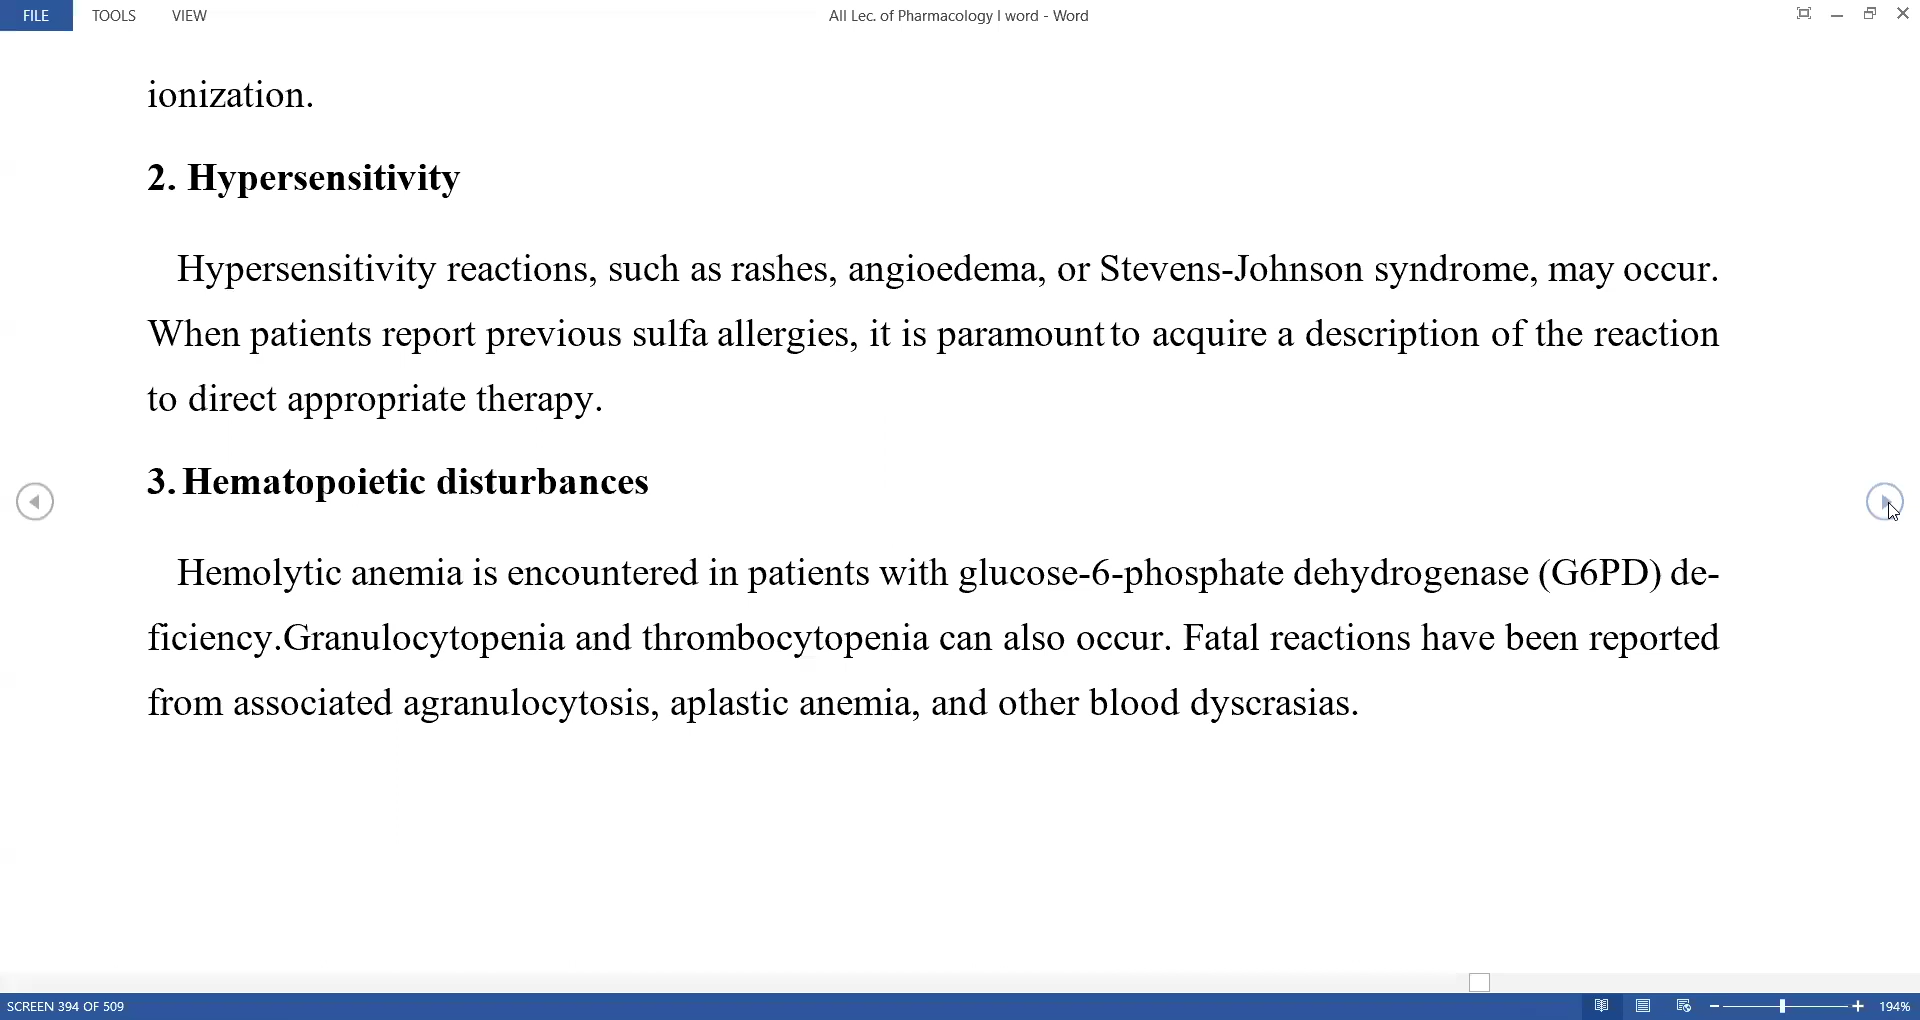 FILE TOOLS VIEW All Lec. of Pharmacology I word - Word
ionization.
2. Hypersensitivity
Hypersensitivity reactions, such as rashes, angioedema, or Stevens-Johnson syndrome, may occur.
When patients report previous sulfa allergies, it is paramount to acquire a description of the reaction
to direct appropriate therapy.
3. Hematopoietic disturbances
Hemolytic anemia is encountered in patients with glucose-6-phosphate dehydrogenase (G6PD) de-
ficiency.Granulocytopenia and thrombocytopenia can also occur. Fatal reactions have been reported
from associated agranulocytosis, aplastic anemia, and other blood dyscrasias.
SCREEN 394 OF 509 194%